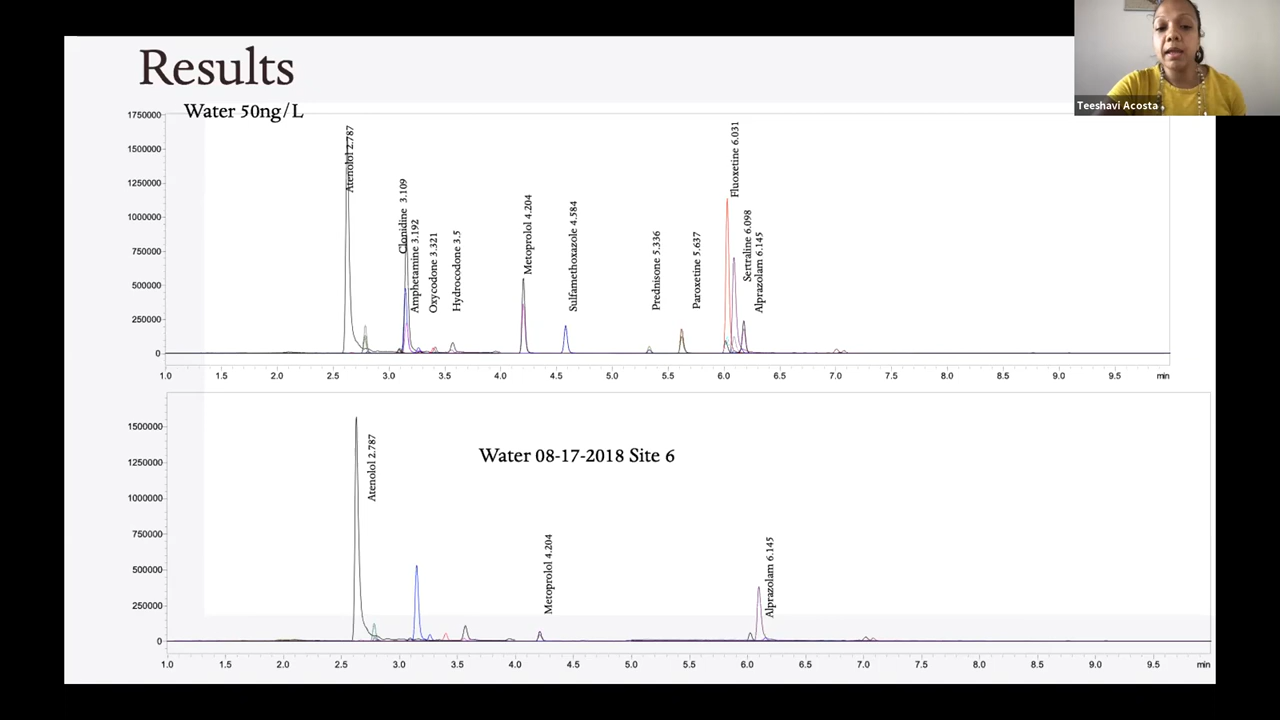 Results
Water 50ng/L
Teeshavi Acosta
1750000
1500000
1250000
1000000
750000
500000
250000
0
Atenolol 2.787
Clonidine 3.109
Amphetamine 3.192
Oxycodone 3.321
Hydrocodone 3.5
Metoprolol 4.204
Sulfamethoxazole 4.584
Prednisone 5.336
Paroxetine 5.637
Fluoxetine 6.031
Sertraline 6.098
Alprazolam 6.145
1.0 1.5 2.0 2.5 3.0 3.5 4.0 4.5 5.0 5.5 6.0 6.5 7.0 7.5 8.0 8.5 9.0 9.5 min
Water 08-17-2018 Site 6
1500000
1250000
1000000
750000
500000
250000
0
Atenolol 2.787
Metoprolol 4.204
Alprazolam 6.145
1.0 1.5 2.0 2.5 3.0 3.5 4.0 4.5 5.0 5.5 6.0 6.5 7.0 7.5 8.0 8.5 9.0 9.5 min